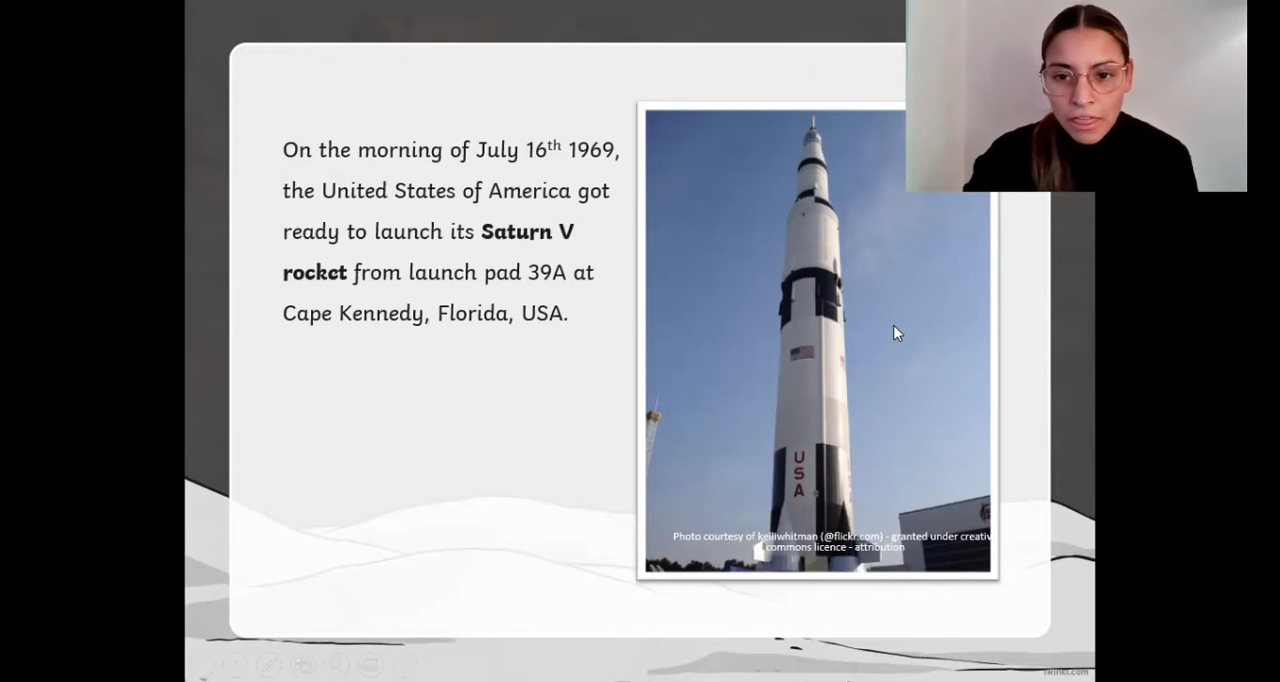 On the morning of July 16th 1969,
the United States of America got
ready to launch its Saturn V
rocket from launch pad 39A at
Cape Kennedy, Florida, USA.
USA
Photo courtesy of kelliwhitman (@flickr.com) - granted under creativ
commons licence - attribution
twinkl.com